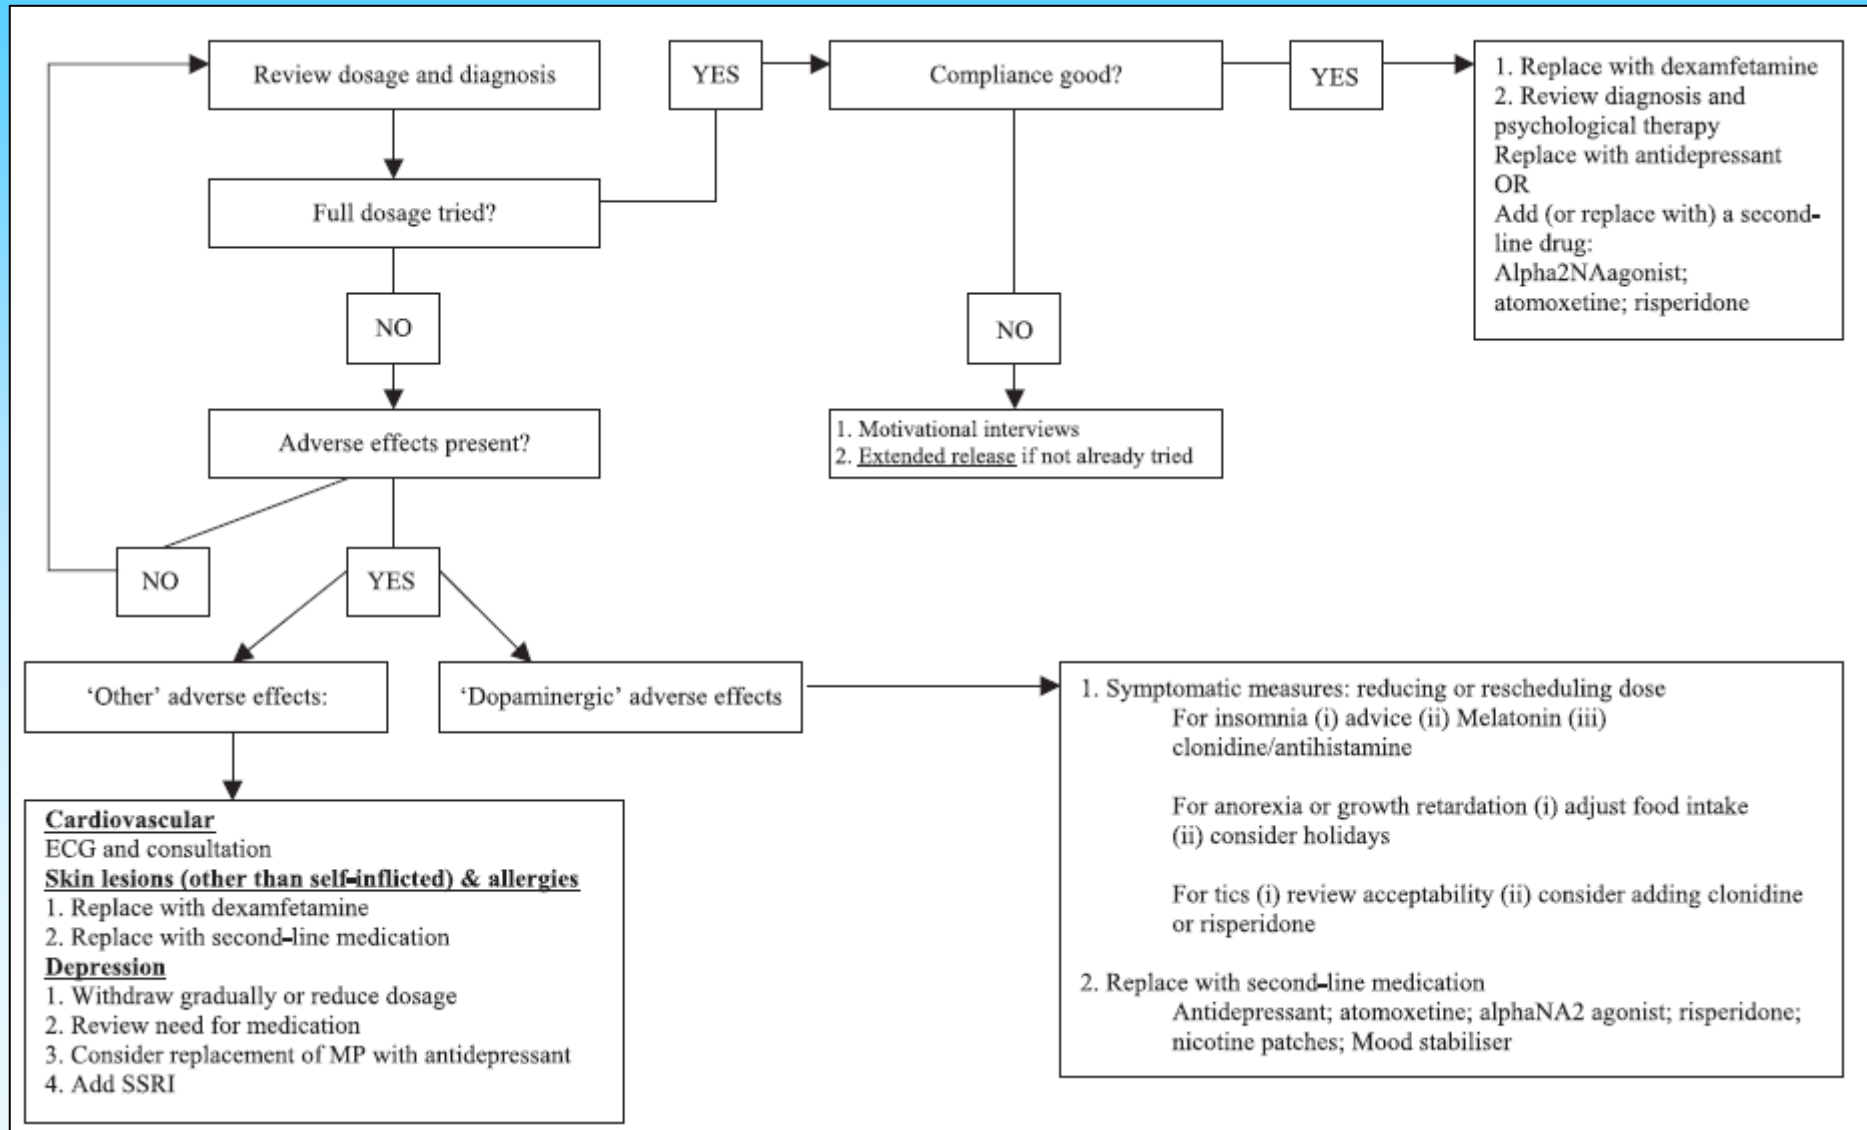 Review dosage and diagnosis
YES
Compliance good?
YES
1. Replace with dexamfetamine
2. Review diagnosis and
psychological therapy
Replace with antidepressant
OR
Add (or replace with) a second-
line drug:
Alpha2NAagonist;
atomoxetine; risperidone
Full dosage tried?
NO
NO
Adverse effects present?
1. Motivational interviews
2. Extended release if not already tried
NO
YES
‘Other’ adverse effects:
‘Dopaminergic’ adverse effects
1. Symptomatic measures: reducing or rescheduling dose
For insomnia (i) advice (ii) Melatonin (iii)
clonidine/antihistamine
For anorexia or growth retardation (i) adjust food intake
(ii) consider holidays
For tics (i) review acceptability (ii) consider adding clonidine
or risperidone
2. Replace with second-line medication
Antidepressant; atomoxetine; alphaNA2 agonist; risperidone;
nicotine patches; Mood stabiliser
Cardiovascular
ECG and consultation
Skin lesions (other than self-inflicted) & allergies
1. Replace with dexamfetamine
2. Replace with second-line medication
Depression
1. Withdraw gradually or reduce dosage
2. Review need for medication
3. Consider replacement of MP with antidepressant
4. Add SSRI